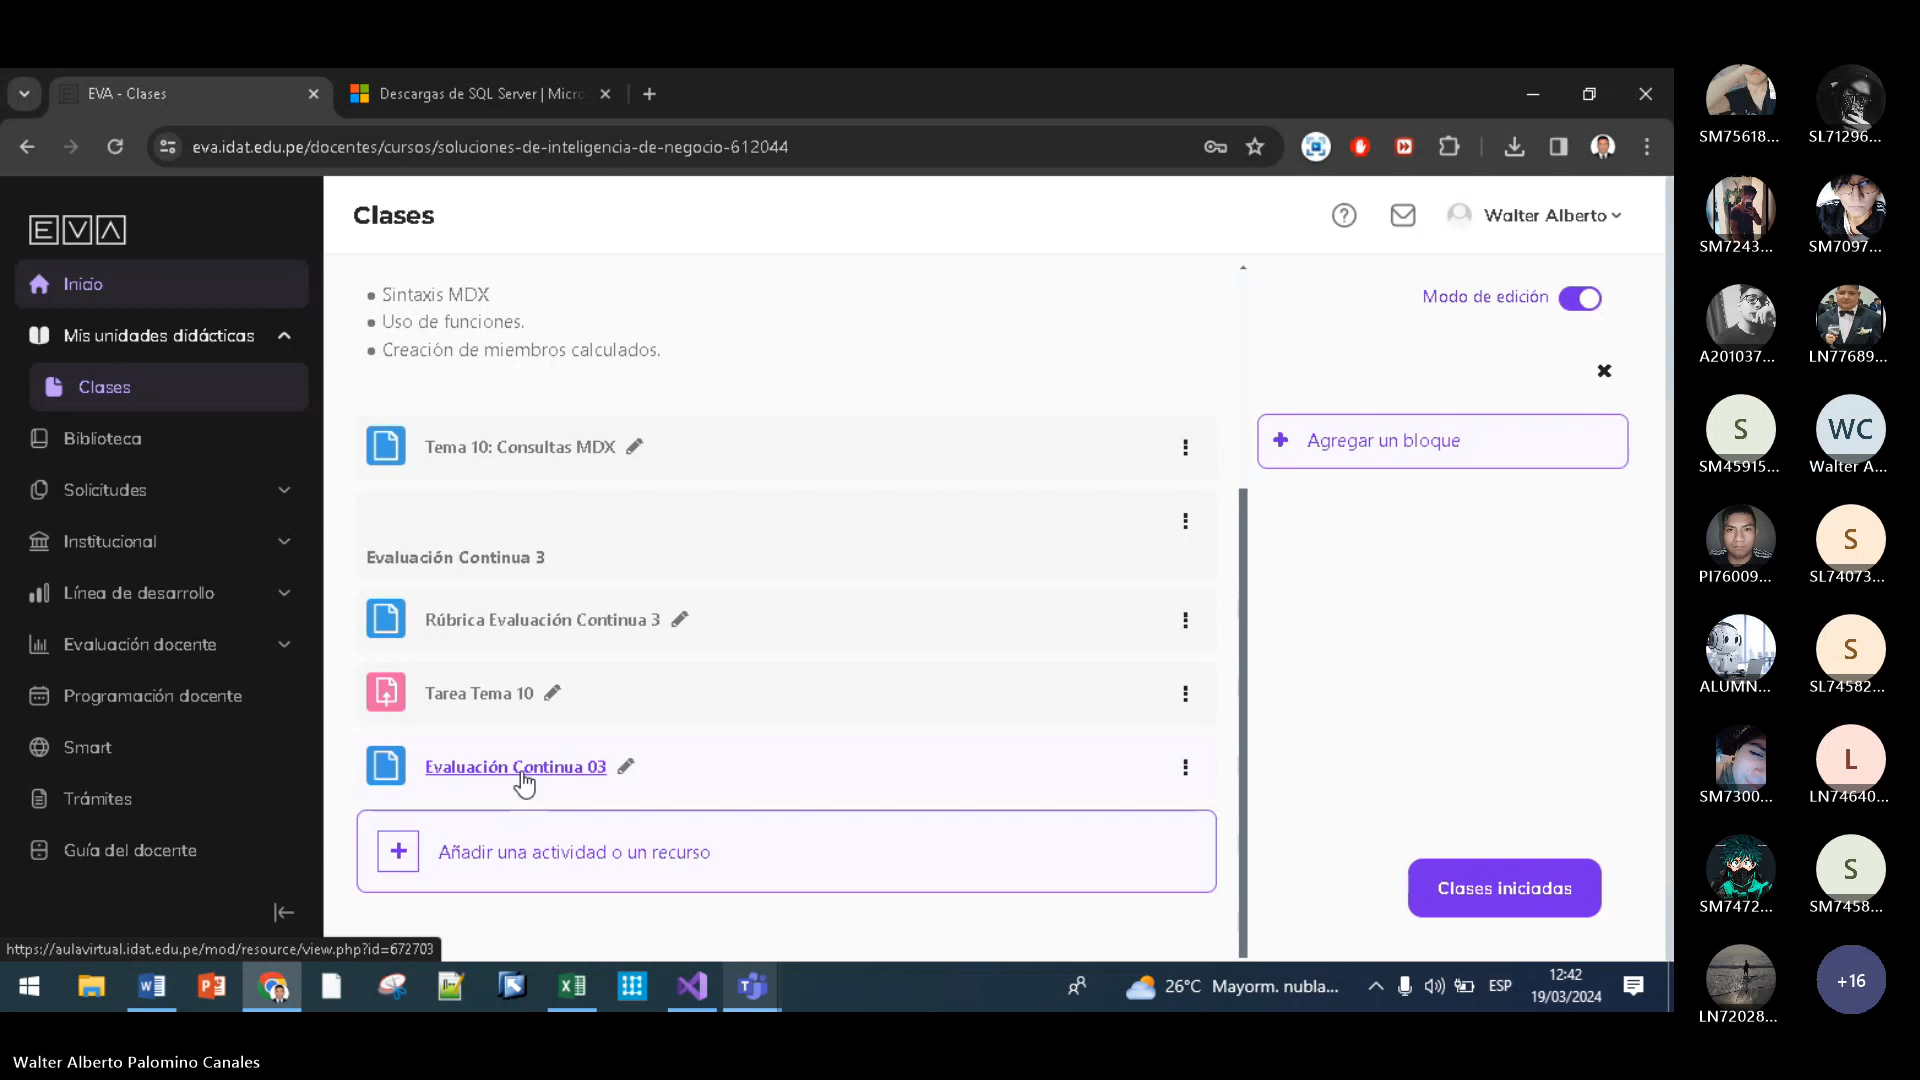 EVA - Clases
Descargas de SQL Server | Micro
eva.idat.edu.pe/docentes/cursos/soluciones-de-inteligencia-de-negocio-612044
EVA
Inicio
Mis unidades didácticas
Clases
Biblioteca
Solicitudes
Institucional
Línea de desarrollo
Evaluación docente
Programación docente
Smart
Trámites
Guía del docente
Clases
Walter Alberto
Sintaxis MDX
Uso de funciones.
Creación de miembros calculados.
Modo de edición
Agregar un bloque
Tema 10: Consultas MDX
Evaluación Continua 3
Rúbrica Evaluación Continua 3
Tarea Tema 10
Evaluación Continua 03
Añadir una actividad o un recurso
Clases iniciadas
https://aulavirtual.idat.edu.pe/mod/resource/view.php?id=672703
26°C Mayorm. nubla...
ESP
12:42
19/03/2024
SM75618...
SL71296...
SM7243...
SM7097...
A201037...
LN77689...
S
SM45915...
WC
Walter A...
PI76009...
S
SL74073...
ALUMN...
S
SL74582...
SM7300...
L
LN74640...
SM7472...
S
SM7458...
LN72028...
+16
Walter Alberto Palomino Canales